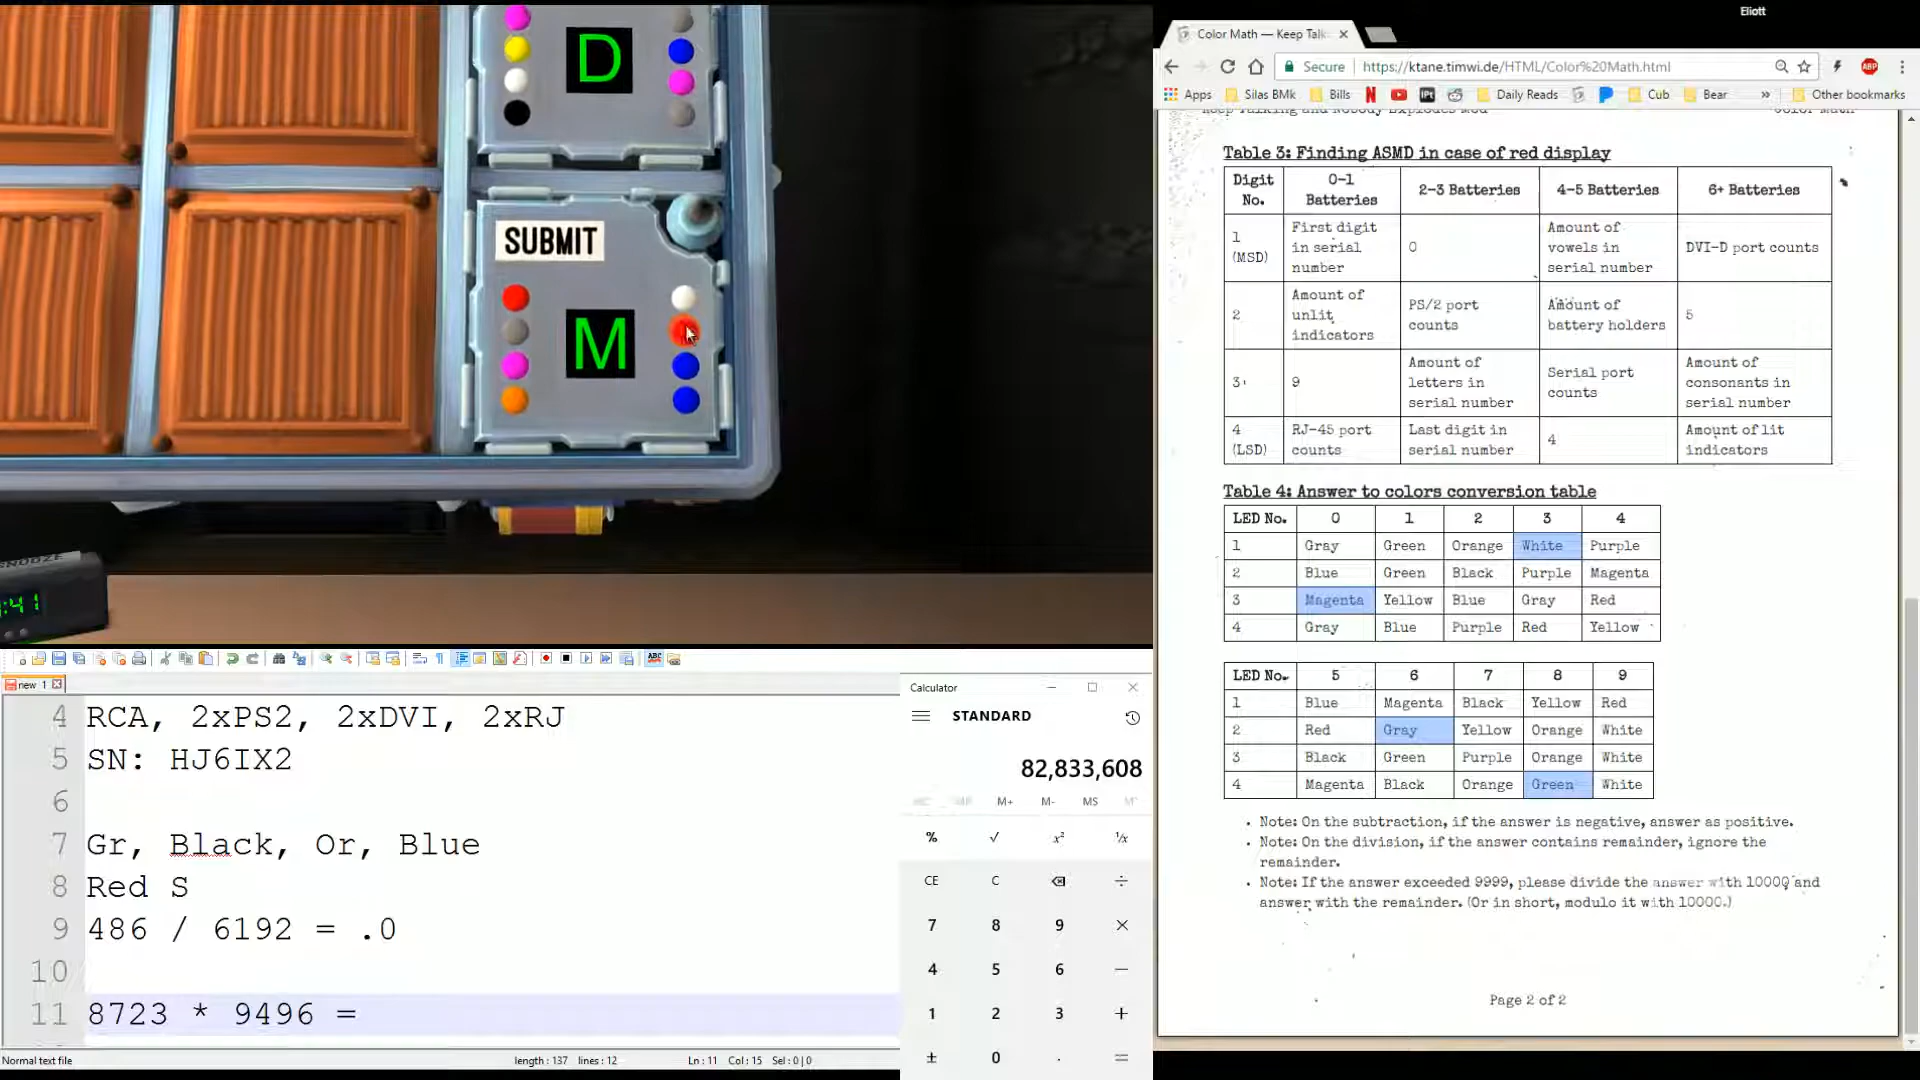 D
SUBMIT
M
SNOOZE
:41
new 1
4 RCA, 2xPS2, 2xDVI, 2xRJ
5 SN: HJ6IX2
6
7 Gr, Black, Or, Blue
8 Red S
9 486 / 6192 = .0
10
11 8723 * 9496 =
Normal text file
length : 137 lines : 12
Ln : 11 Col : 15 Sel : 0 | 0
Calculator
STANDARD
82,833,608
M+ M- MS
% √ x² ¹/x
CE C ÷
7 8 9 ×
4 5 6 −
1 2 3 +
± 0 . =
Eliott
Color Math — Keep Talk
Secure https://ktane.timwi.de/HTML/Color%20Math.html
ABP
Apps Silas BMk Bills Daily Reads Cub Bear » Other bookmarks
Keep Talking and Nobody Explodes Mod
Color Math
Table 3: Finding ASMD in case of red display
Digit No. 0-1 Batteries 2-3 Batteries 4-5 Batteries 6+ Batteries
1 (MSD) First digit in serial number 0 Amount of vowels in serial number DVI-D port counts
2 Amount of unlit indicators PS/2 port counts Amount of battery holders 5
3 9 Amount of letters in serial number Serial port counts Amount of consonants in serial number
4 (LSD) RJ-45 port counts Last digit in serial number 4 Amount of lit indicators
Table 4: Answer to colors conversion table
LED No. 0 1 2 3 4
1 Gray Green Orange White Purple
2 Blue Green Black Purple Magenta
3 Magenta Yellow Blue Gray Red
4 Gray Blue Purple Red Yellow
LED No. 5 6 7 8 9
1 Blue Magenta Black Yellow Red
2 Red Gray Yellow Orange White
3 Black Green Purple Orange White
4 Magenta Black Orange Green White
• Note: On the subtraction, if the answer is negative, answer as positive.
• Note: On the division, if the answer contains remainder, ignore the
remainder.
• Note: If the answer exceeded 9999, please divide the answer with 10000 and
answer with the remainder. (Or in short, modulo it with 10000.)
Page 2 of 2